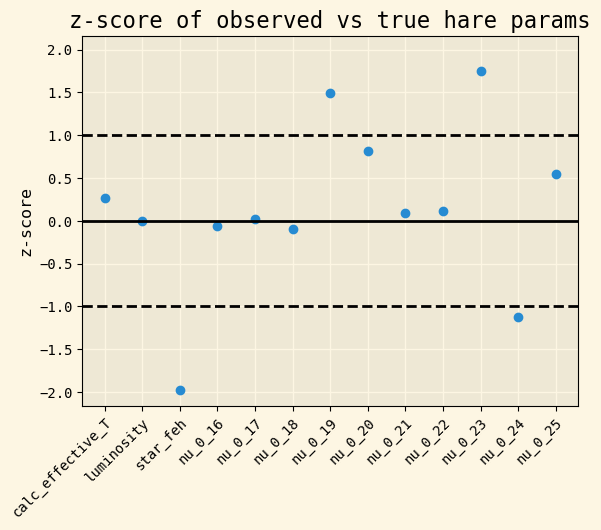 z-score of observed vs true hare params
z-score
2.0
1.5
1.0
0.5
0.0
−0.5
−1.0
−1.5
−2.0
calc_effective_T
luminosity
star_feh
nu_0_16
nu_0_17
nu_0_18
nu_0_19
nu_0_20
nu_0_21
nu_0_22
nu_0_23
nu_0_24
nu_0_25